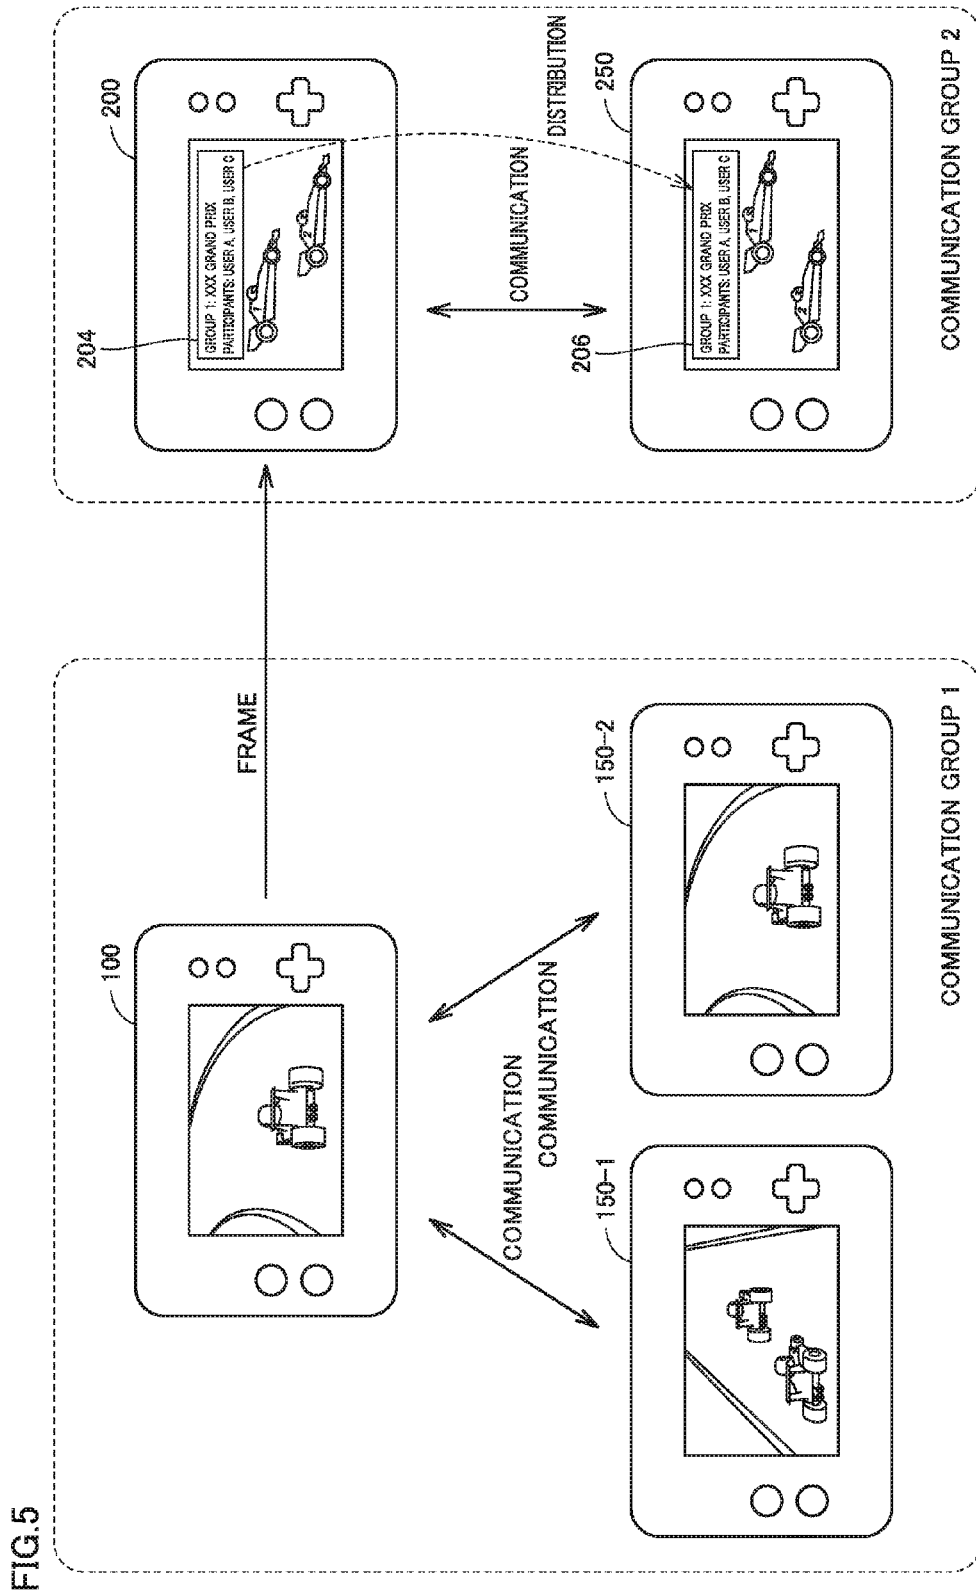 FIG.5
100
FRAME
COMMUNICATION
COMMUNICATION
150-1
150-2
COMMUNICATION GROUP 1
200
204
GROUP 1: XXX GRAND PRIX
PARTICIPANTS: USER A, USER B, USER C
COMMUNICATION
DISTRIBUTION
206
250
GROUP 1: XXX GRAND PRIX
PARTICIPANTS: USER A, USER B, USER C
COMMUNICATION GROUP 2